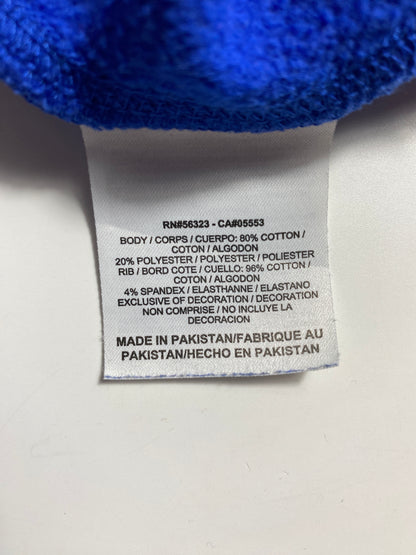 RN#56323 - CA#05553
BODY / CORPS / CUERPO: 80% COTTON /
COTON / ALGODON
20% POLYESTER / POLYESTER / POLIESTER
RIB / BORD COTE / CUELLO: 96% COTTON /
COTON / ALGODON
4% SPANDEX / ELASTHANNE / ELASTANO
EXCLUSIVE OF DECORATION / DECORATION
NON COMPRISE / NO INCLUYE LA
DECORACION
MADE IN PAKISTAN/FABRIQUE AU
PAKISTAN/HECHO EN PAKISTAN